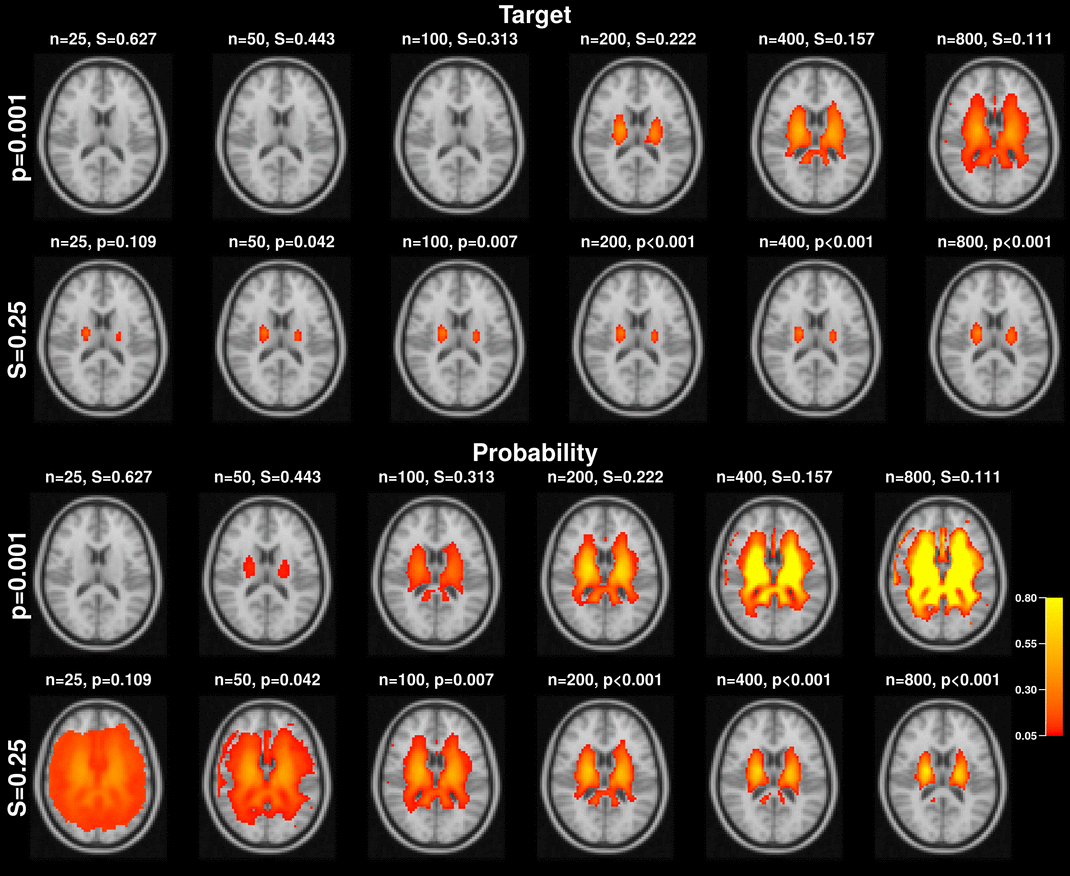 Target
n=25, S=0.627 n=50, S=0.443 n=100, S=0.313 n=200, S=0.222 n=400, S=0.157 n=800, S=0.111
p=0.001
n=25, p=0.109 n=50, p=0.042 n=100, p=0.007 n=200, p<0.001 n=400, p<0.001 n=800, p<0.001
S=0.25
Probability
n=25, S=0.627 n=50, S=0.443 n=100, S=0.313 n=200, S=0.222 n=400, S=0.157 n=800, S=0.111
p=0.001
n=25, p=0.109 n=50, p=0.042 n=100, p=0.007 n=200, p<0.001 n=400, p<0.001 n=800, p<0.001
S=0.25
0.80
0.55
0.30
0.05